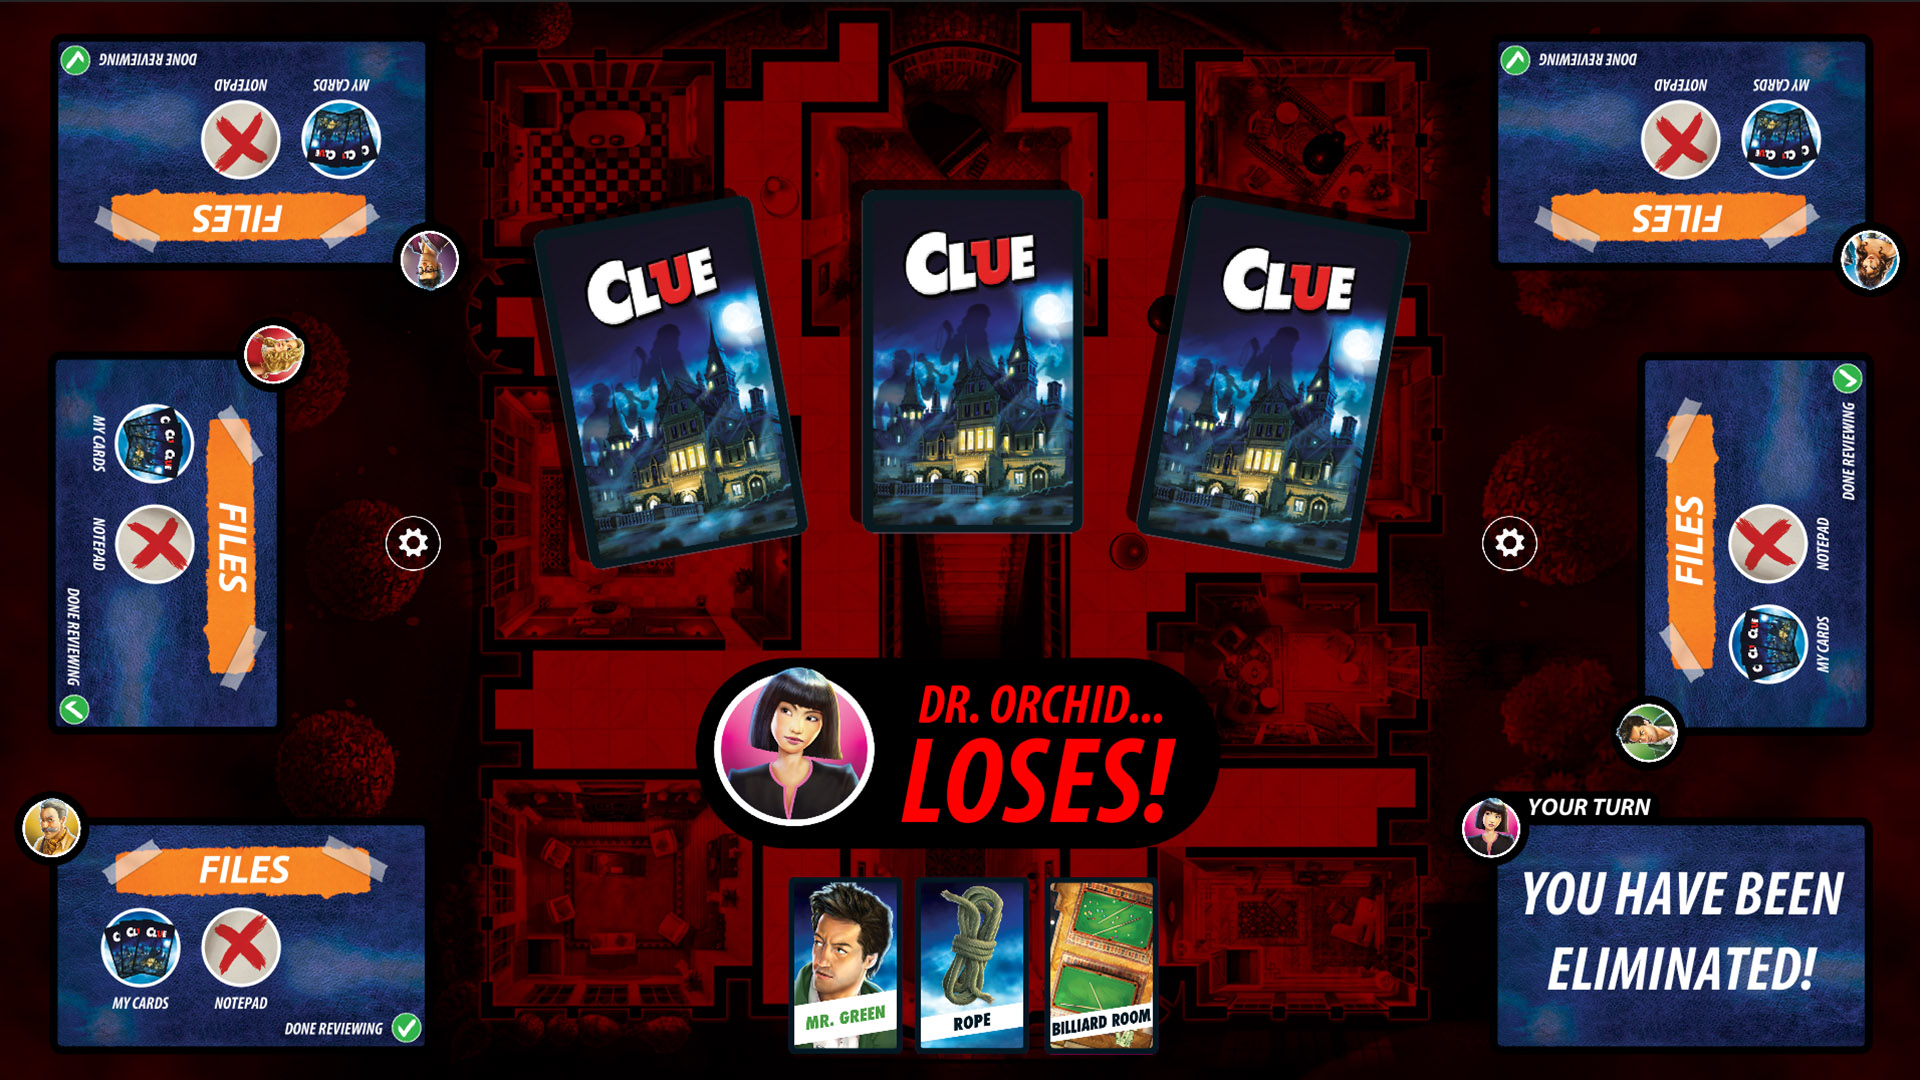 DONE REVIEWING
NOTEPAD
MY CARDS
FILES
DONE REVIEWING
NOTEPAD
MY CARDS
FILES
CLUE
CLUE
CLUE
MY CARDS
NOTEPAD
DONE REVIEWING
FILES
FILES
DONE REVIEWING
NOTEPAD
MY CARDS
DR. ORCHID...
LOSES!
YOUR TURN
YOU HAVE BEEN
ELIMINATED!
FILES
MY CARDS
NOTEPAD
DONE REVIEWING
MR. GREEN
ROPE
BILLIARD ROOM